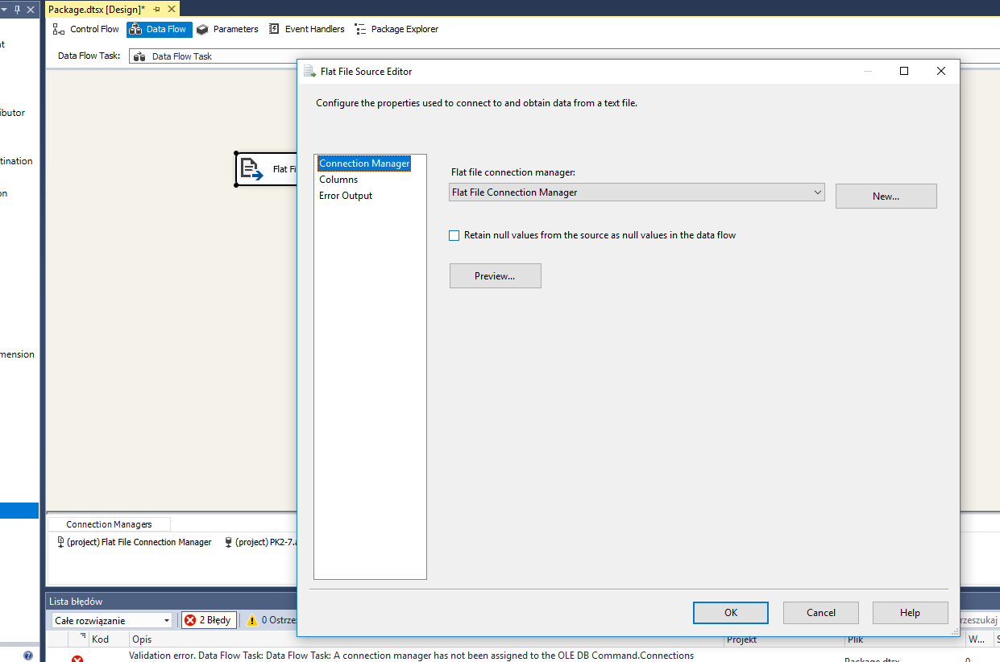 Package.dtsx [Design]*
Control Flow Data Flow Parameters Event Handlers Package Explorer
Data Flow Task: Data Flow Task
Flat File Source Editor
Configure the properties used to connect to and obtain data from a text file.
Connection Manager
Columns
Error Output
Flat file connection manager:
Flat File Connection Manager
New...
Retain null values from the source as null values in the data flow
Preview...
OK Cancel Help
Flat Fi
ibutor
tination
mension
Connection Managers
(project) Flat File Connection Manager (project) PK2-7.a
Lista błędów
Całe rozwiązanie 2 Błędy 0 Ostrze
rzeszukaj
Kod Opis Projekt Plik W...
Validation error. Data Flow Task: Data Flow Task: A connection manager has not been assigned to the OLE DB Command.Connections
Package.dtsx 0